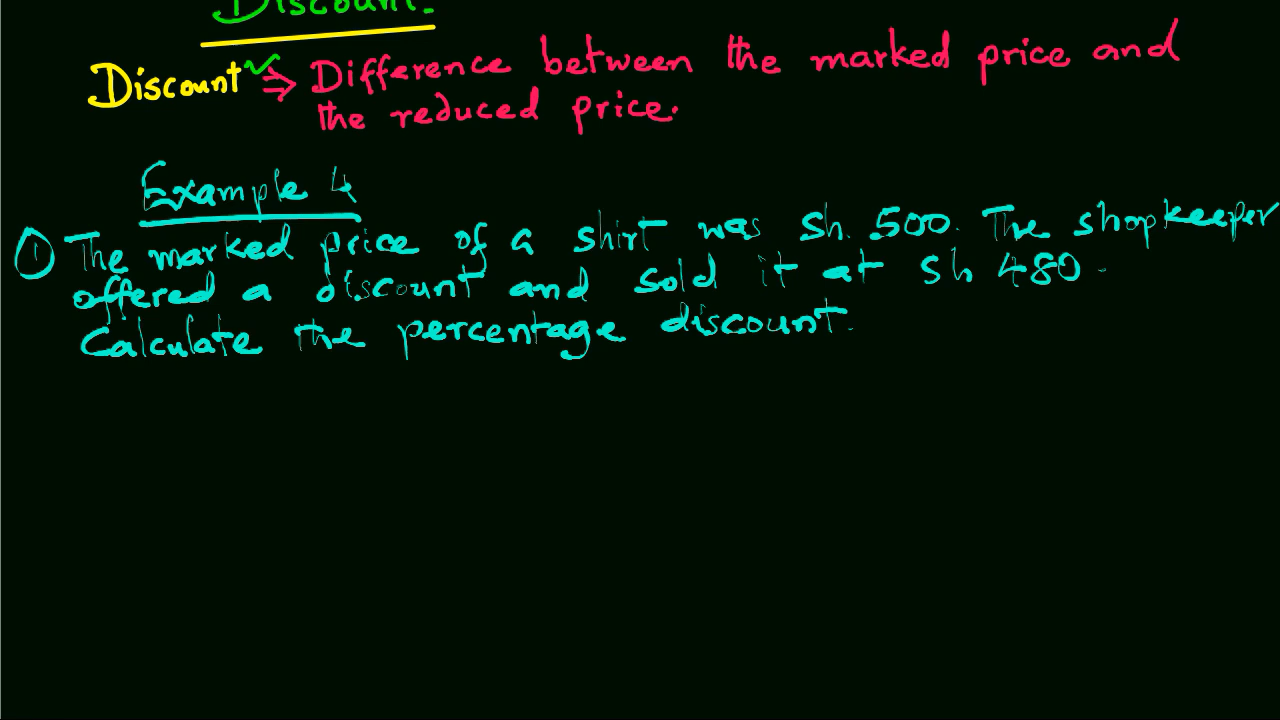 Discount.
Discount ✓ ⇒ Difference between the marked price and
the reduced price.
Example 4
① The marked price of a shirt was Sh. 500. The shopkeeper
offered a discount and sold it at Sh 480.
Calculate the percentage discount.